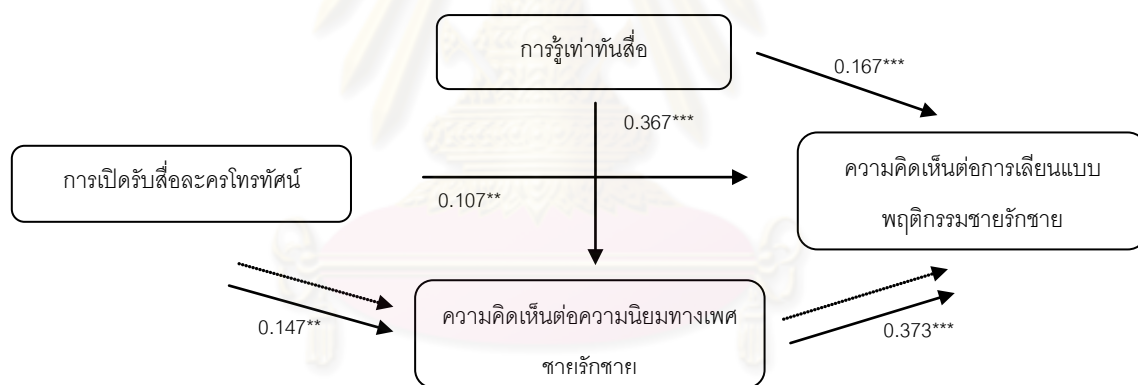 การรู้เท่าทันสื่อ
0.167***
0.367***
การเปิดรับสื่อละครโทรทัศน์
0.107**
ความคิดเห็นต่อการเลียนแบบ
พฤติกรรมชายรักชาย
0.147**
ความคิดเห็นต่อความนิยมทางเพศ
ชายรักชาย
0.373***